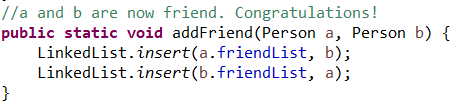 //a and b are now friend. Congratulations!
public static void addFriend(Person a, Person b) {
    LinkedList.insert(a.friendList, b);
    LinkedList.insert(b.friendList, a);
}